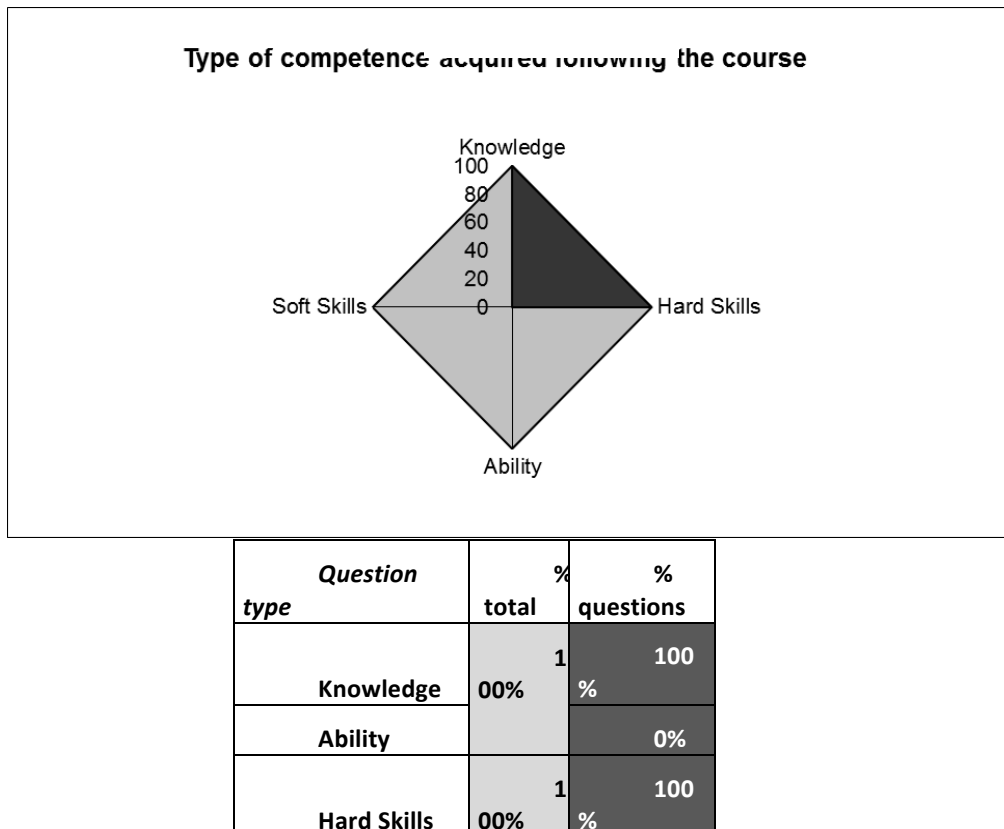 Type of competence acquired following the course
Knowledge
100
80
60
40
20
0
Soft Skills
Hard Skills
Ability
Question
type
%
total
%
questions
Knowledge
1
00%
100
%
Ability
0%
Hard Skills
1
00%
100
%